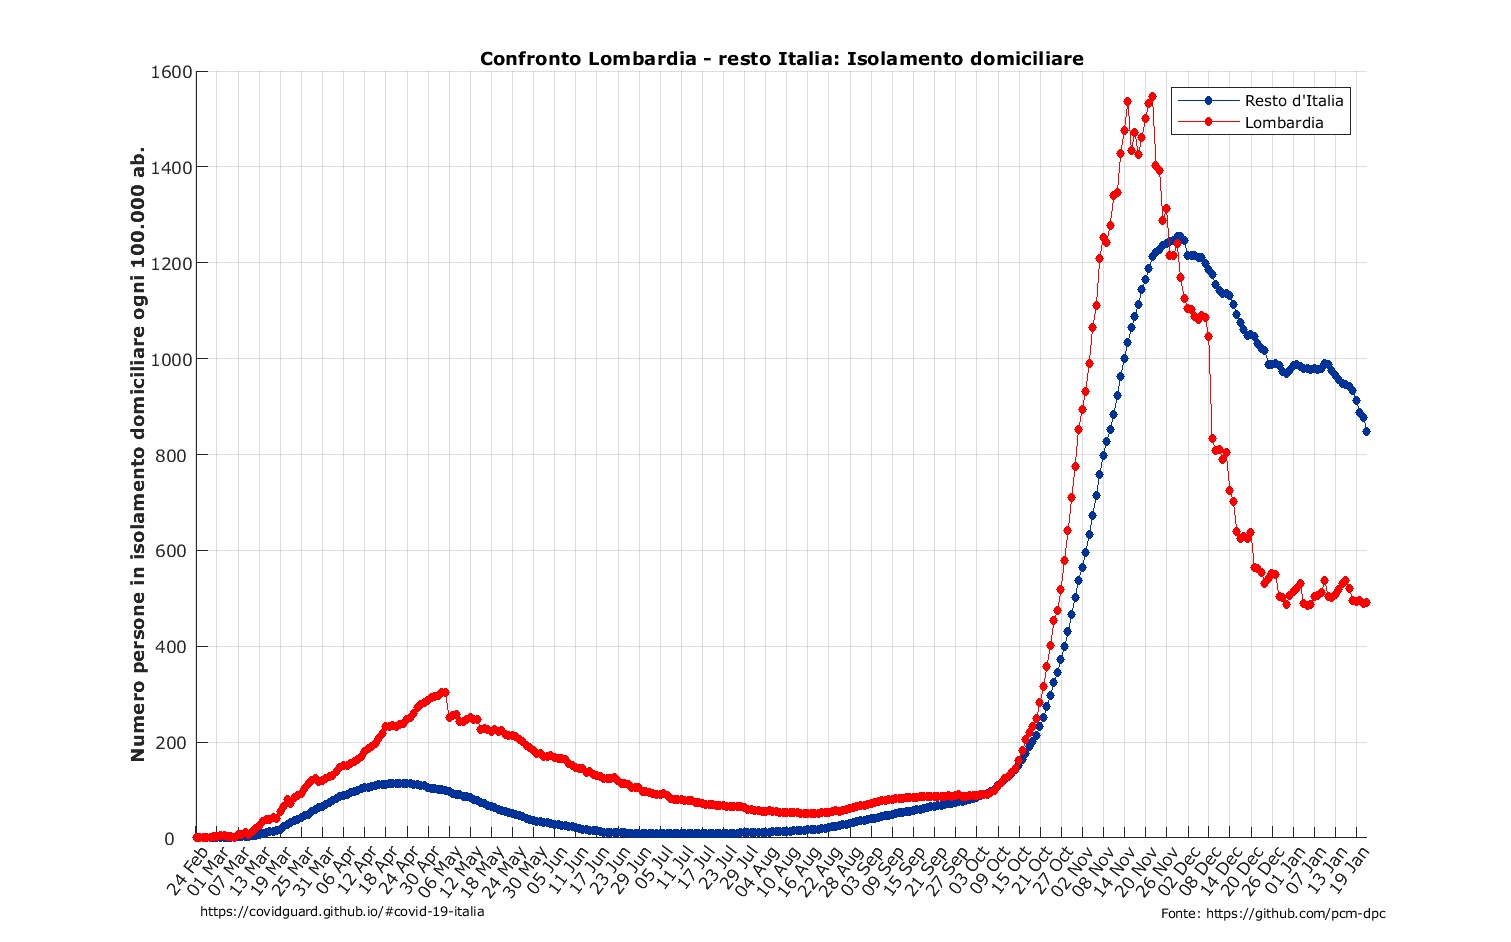 Confronto Lombardia - resto Italia: Isolamento domiciliare
Numero persone in isolamento domiciliare ogni 100.000 ab.
1600
1400
1200
1000
800
600
400
200
0
Resto d'Italia
Lombardia
24 Feb
01 Mar
07 Mar
13 Mar
19 Mar
25 Mar
31 Mar
06 Apr
12 Apr
18 Apr
24 Apr
30 Apr
06 May
12 May
18 May
24 May
30 May
05 Jun
11 Jun
17 Jun
23 Jun
29 Jun
05 Jul
11 Jul
17 Jul
23 Jul
29 Jul
04 Aug
10 Aug
16 Aug
22 Aug
28 Aug
03 Sep
09 Sep
15 Sep
21 Sep
27 Sep
03 Oct
09 Oct
15 Oct
21 Oct
27 Oct
02 Nov
08 Nov
14 Nov
20 Nov
26 Nov
02 Dec
08 Dec
14 Dec
20 Dec
26 Dec
01 Jan
07 Jan
13 Jan
19 Jan
https://covidguard.github.io/#covid-19-italia
Fonte: https://github.com/pcm-dpc